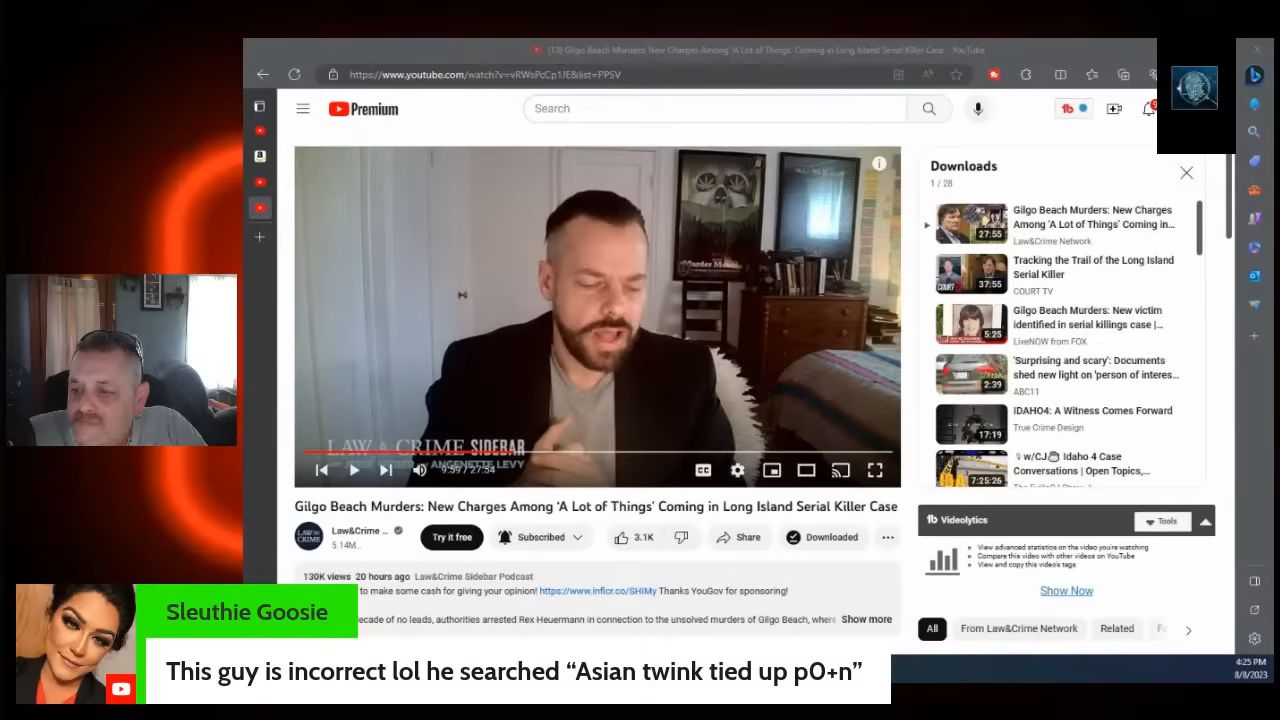 (11) Gilgo Beach Murders: New Charges Among 'A Lot of Things' Coming in Long Island Serial Killer Case - YouTube
https://www.youtube.com/watch?v=vRWsPcCp1JE&list=PPSV
Premium
Search
LAW & CRIME SIDEBAR
ANGENETTE LEVY
9:59 / 27:54
Downloads
1 / 28
Gilgo Beach Murders: New Charges
Among 'A Lot of Things' Coming in...
Law&Crime Network
27:55
Tracking the Trail of the Long Island
Serial Killer
COURT TV
37:55
Gilgo Beach Murders: New victim
identified in serial killings case |...
LiveNOW from FOX
5:25
'Surprising and scary': Documents
shed new light on 'person of interes...
ABC11
2:39
IDAHO4: A Witness Comes Forward
True Crime Design
17:19
w/CJ Idaho 4 Case
Conversations | Open Topics,...
7:25:26
Gilgo Beach Murders: New Charges Among 'A Lot of Things' Coming in Long Island Serial Killer Case
LAW&
CRIME
Law&Crime ...
5.14M...
Try it free
Subscribed
3.1K
Share
Downloaded
130K views 20 hours ago Law&Crime Sidebar Podcast
to make some cash for giving your opinion! https://www.inflcr.co/SHIMy Thanks YouGov for sponsoring!
ecade of no leads, authorities arrested Rex Heuermann in connection to the unsolved murders of Gilgo Beach, where Show more
Videolytics
Tools
View advanced statistics on the video you're watching
Compare this video with other videos on YouTube
View and copy this video's tags
Show Now
All
From Law&Crime Network
Related
Fo
4:25 PM
8/8/2023
Sleuthie Goosie
This guy is incorrect lol he searched “Asian twink tied up p0+n”